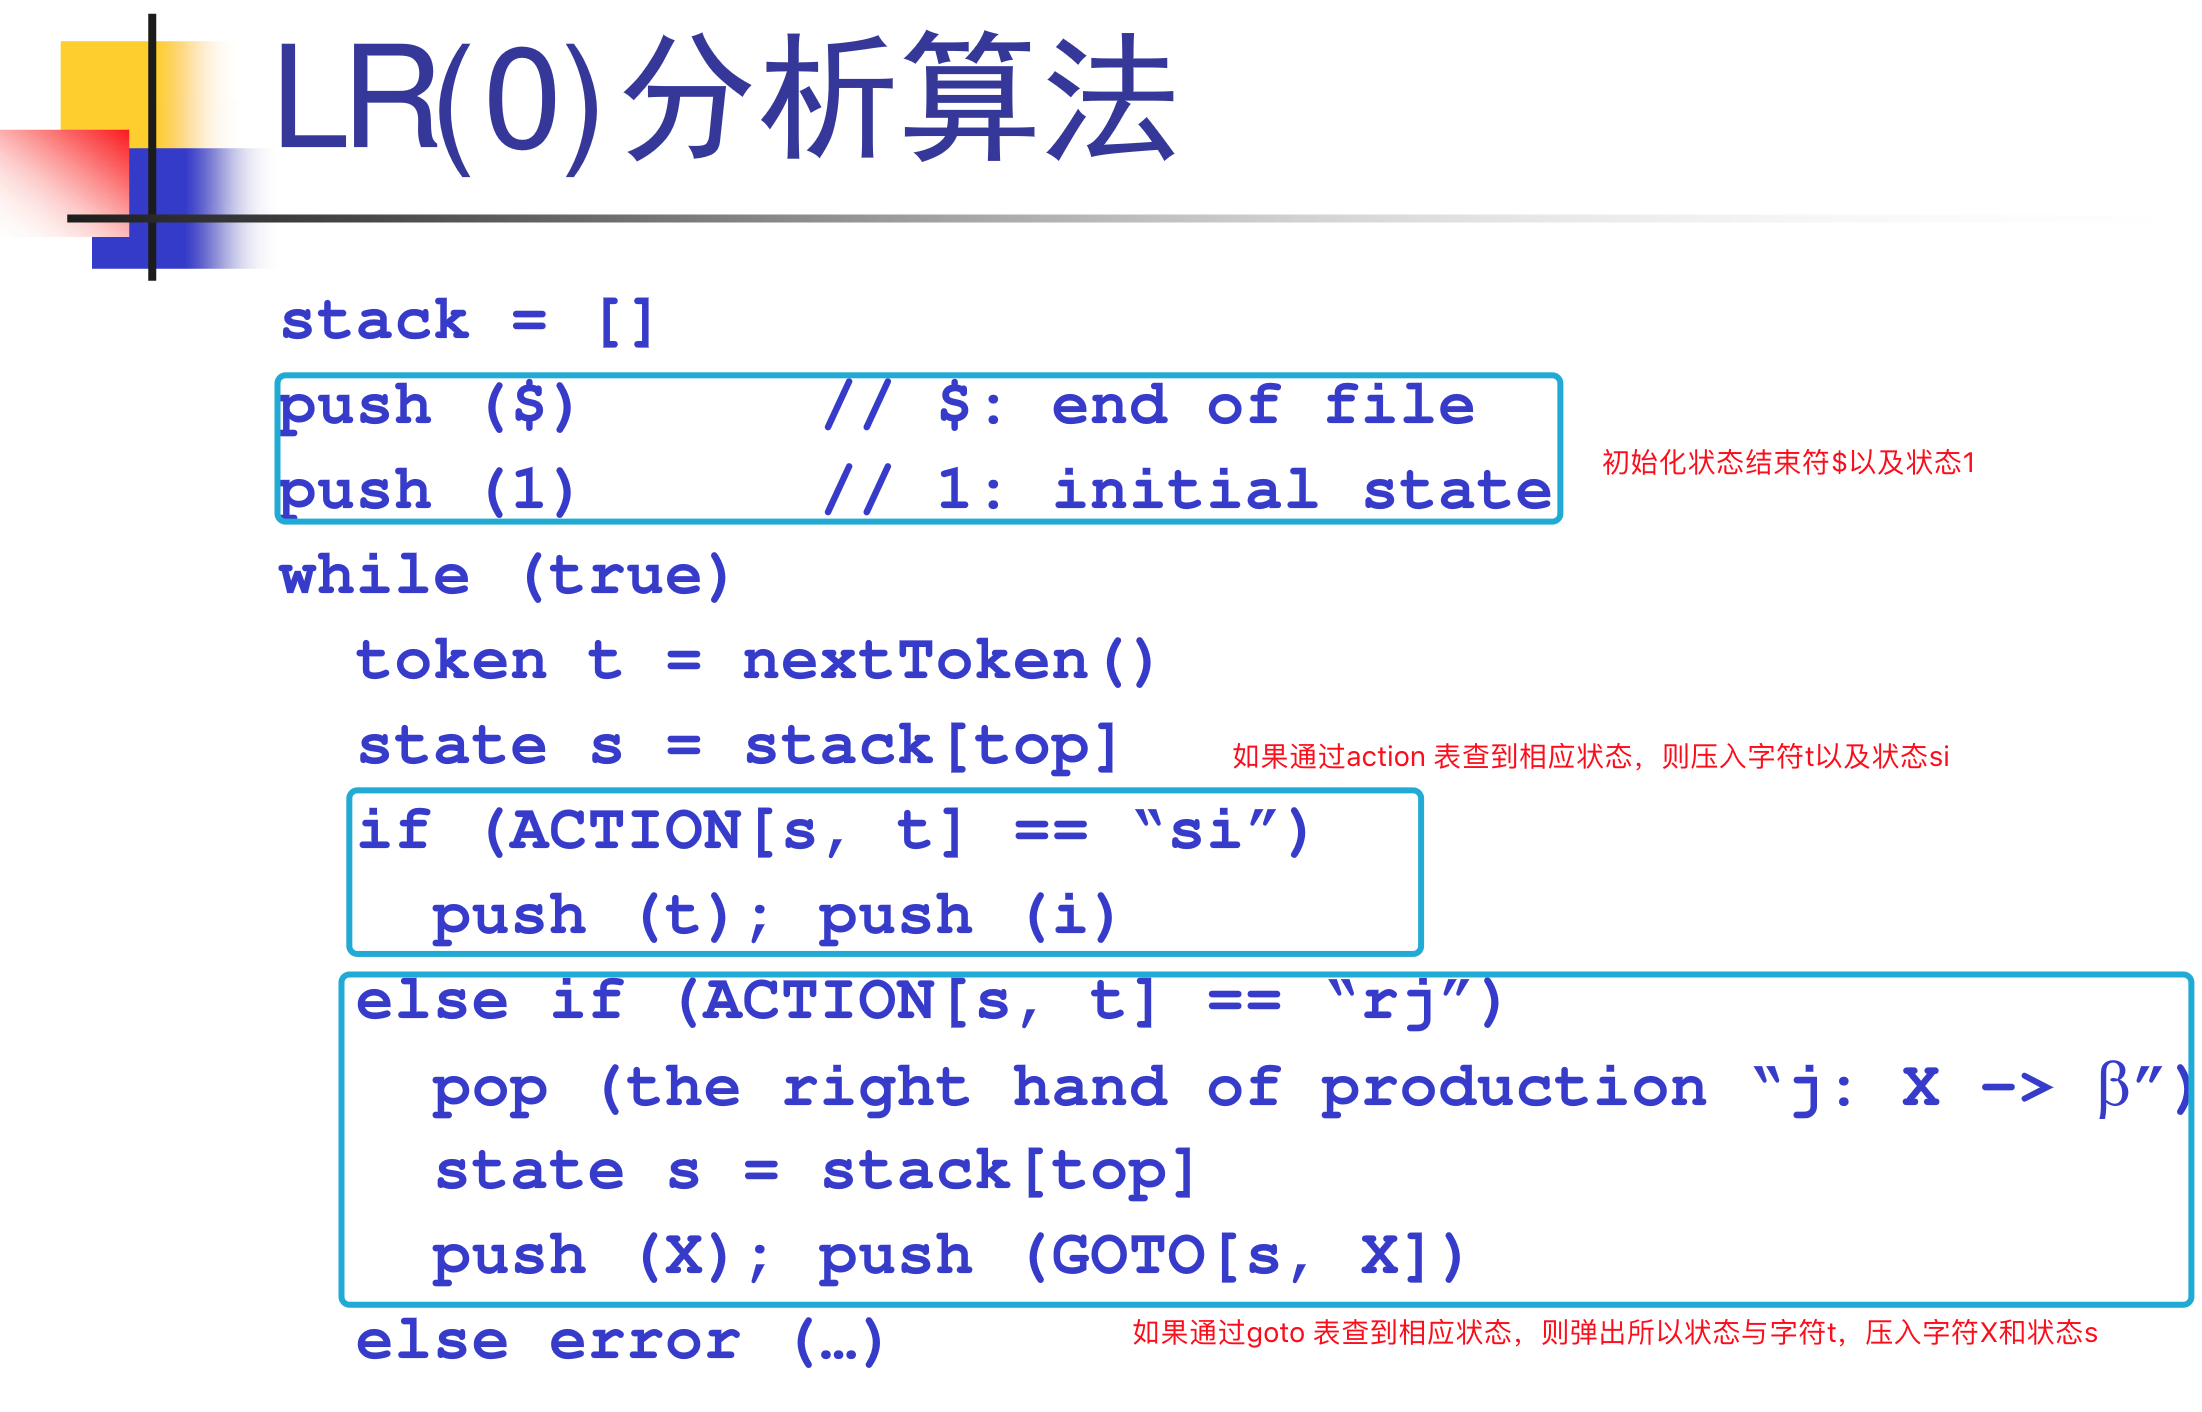 LR(0)分析算法
stack = []
push ($)      // $: end of file
push (1)      // 1: initial state
初始化状态结束符$以及状态1
while (true)
  token t = nextToken()
  state s = stack[top]
如果通过action 表查到相应状态，则压入字符t以及状态si
  if (ACTION[s, t] == “si”)
    push (t); push (i)
  else if (ACTION[s, t] == “rj”)
    pop (the right hand of production “j: X -> β”)
    state s = stack[top]
    push (X); push (GOTO[s, X])
  else error (…)
如果通过goto 表查到相应状态，则弹出所以状态与字符t，压入字符X和状态s